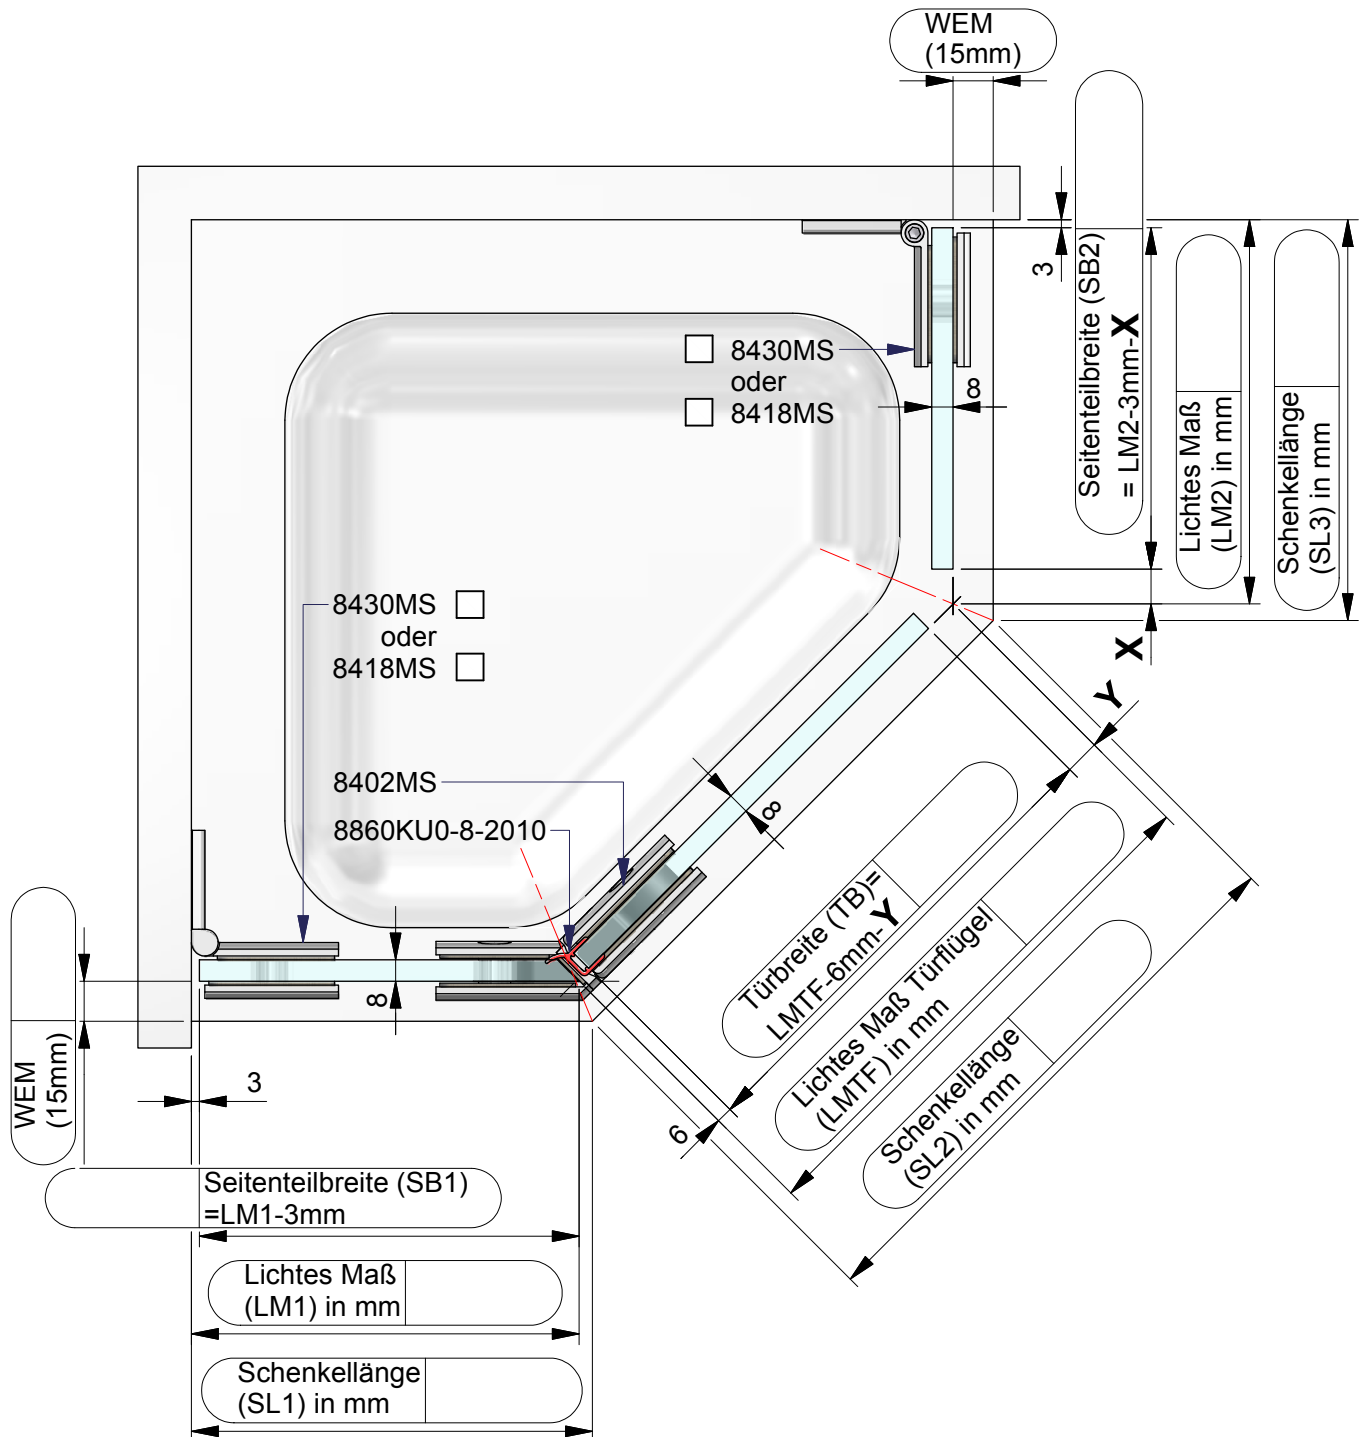 WEM
(15mm)
3
Seitenteilbreite (SB2)
= LM2-3mm-X
Lichtes Maß
(LM2) in mm
Schenkellänge
(SL3) in mm
8430MS
oder
8418MS
8
8430MS
oder
8418MS
X
Y
8402MS
8860KU0-8-2010
8
Türbreite (TB)=
LMTF-6mm-Y
Lichtes Maß Türflügel
(LMTF) in mm
Schenkellänge
(SL2) in mm
6
8
WEM
(15mm)
3
Seitenteilbreite (SB1)
=LM1-3mm
Lichtes Maß
(LM1) in mm
Schenkellänge
(SL1) in mm